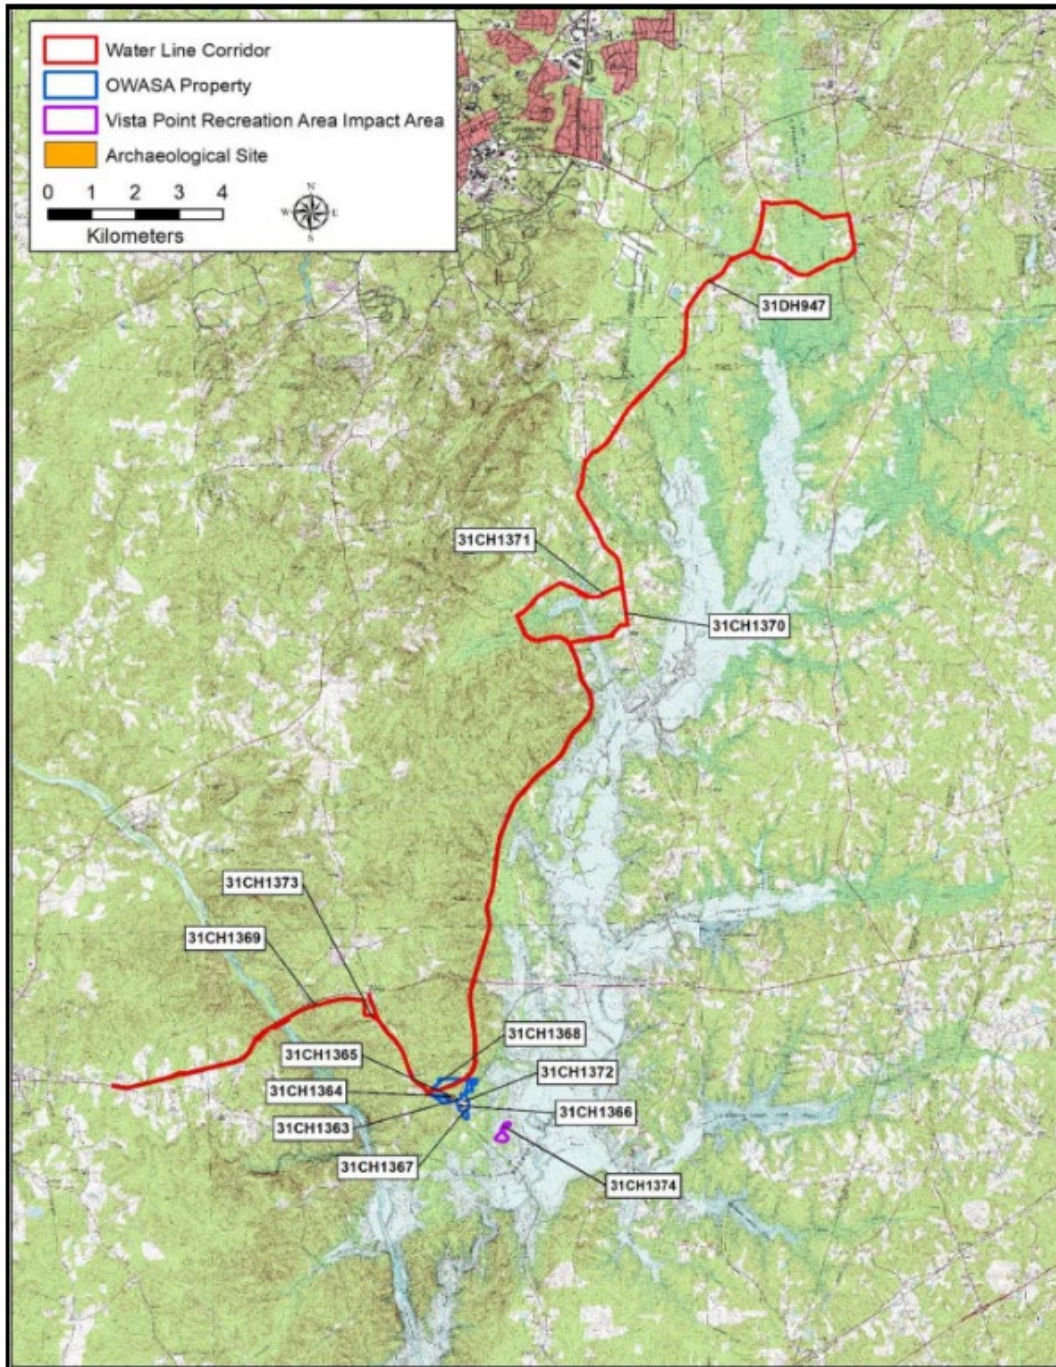 Water Line Corridor
OWASA Property
Vista Point Recreation Area Impact Area
Archaeological Site
0 1 2 3 4
Kilometers
N
W E
S
31DH947
31CH1371
31CH1370
31CH1373
31CH1369
31CH1368
31CH1365
31CH1372
31CH1364
31CH1366
31CH1363
31CH1367
31CH1374